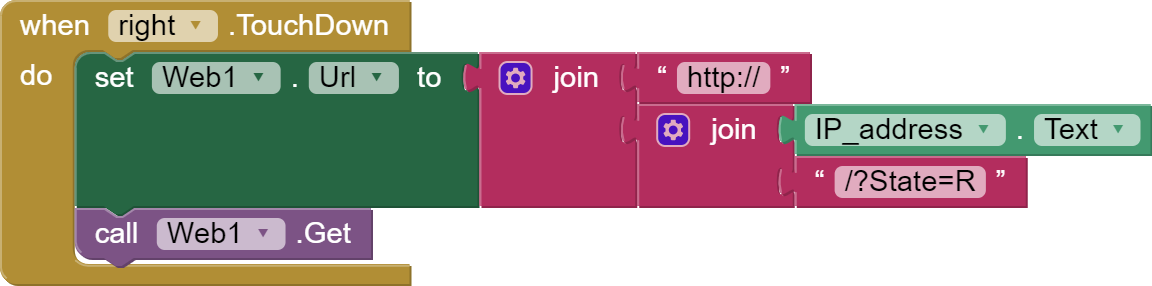 when right .TouchDown
do set Web1 . Url to join “ http:// ”
join IP_address . Text
“ /?State=R ”
call Web1 .Get